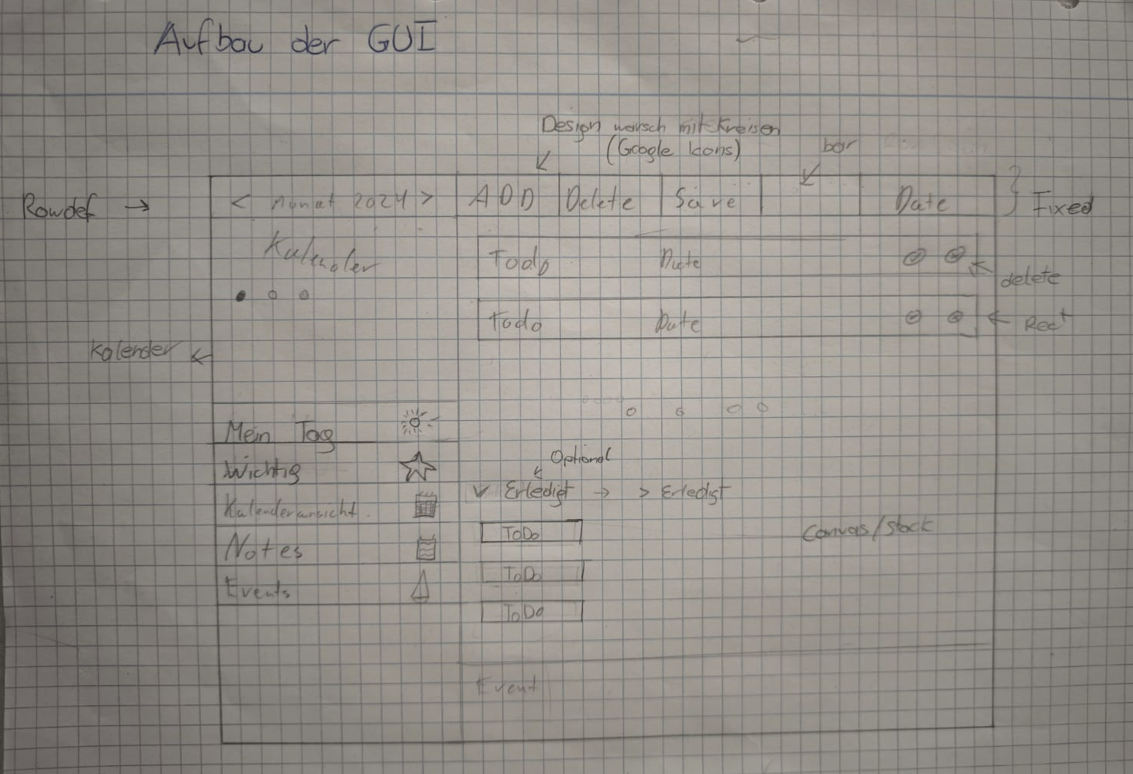 Aufbau der GUI
Design warsch mit Kreisen
(Google Icons)
bar
Rowdef →
< Monat 2024 >
ADD
Delete
Save
Date
Fixed
Kalender
Todo
Date
delete
Todo
Date
Rect
Kalender
Mein Tag
Wichtig
Kalenderansicht
Notes
Events
Optional
v Erledigt → > Erledigt
ToDo
ToDo
ToDo
Canvas/Stack
Event